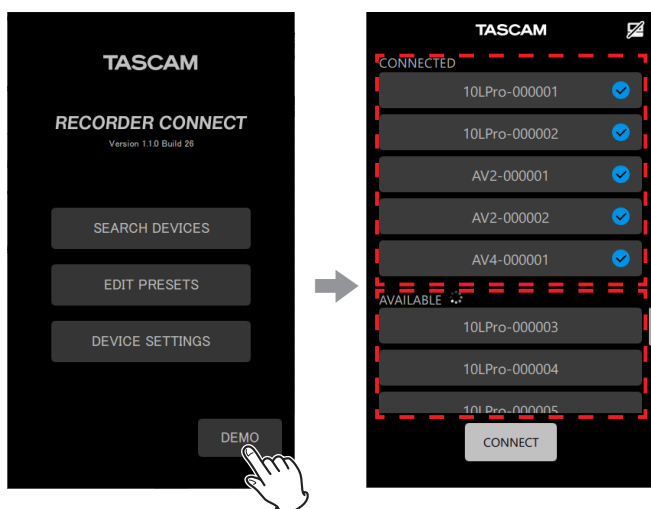 TASCAM
RECORDER CONNECT
Version 1.1.0 Build 26
SEARCH DEVICES
EDIT PRESETS
DEVICE SETTINGS
DEMO
TASCAM
CONNECTED
10LPro-000001
10LPro-000002
AV2-000001
AV2-000002
AV4-000001
AVAILABLE
10LPro-000003
10LPro-000004
10LPro-000005
CONNECT